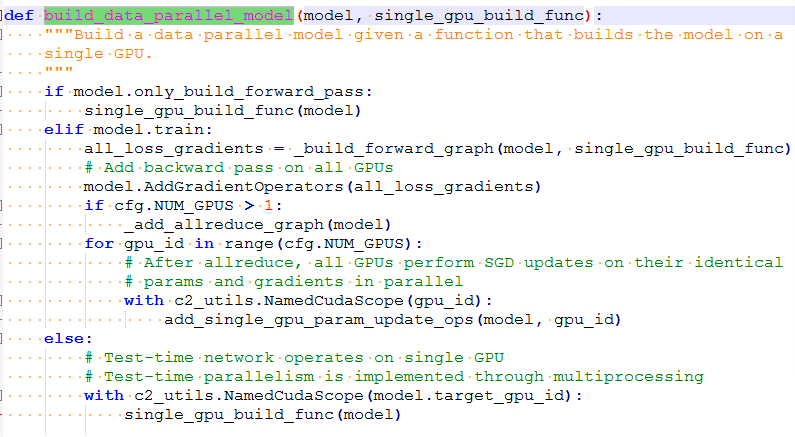 def build_data_parallel_model(model, single_gpu_build_func):
    """Build a data parallel model given a function that builds the model on a
    single GPU.
    """
    if model.only_build_forward_pass:
        single_gpu_build_func(model)
    elif model.train:
        all_loss_gradients = _build_forward_graph(model, single_gpu_build_func)
        # Add backward pass on all GPUs
        model.AddGradientOperators(all_loss_gradients)
        if cfg.NUM_GPUS > 1:
            _add_allreduce_graph(model)
        for gpu_id in range(cfg.NUM_GPUS):
            # After allreduce, all GPUs perform SGD updates on their identical
            # params and gradients in parallel
            with c2_utils.NamedCudaScope(gpu_id):
                add_single_gpu_param_update_ops(model, gpu_id)
    else:
        # Test-time network operates on single GPU
        # Test-time parallelism is implemented through multiprocessing
        with c2_utils.NamedCudaScope(model.target_gpu_id):
            single_gpu_build_func(model)